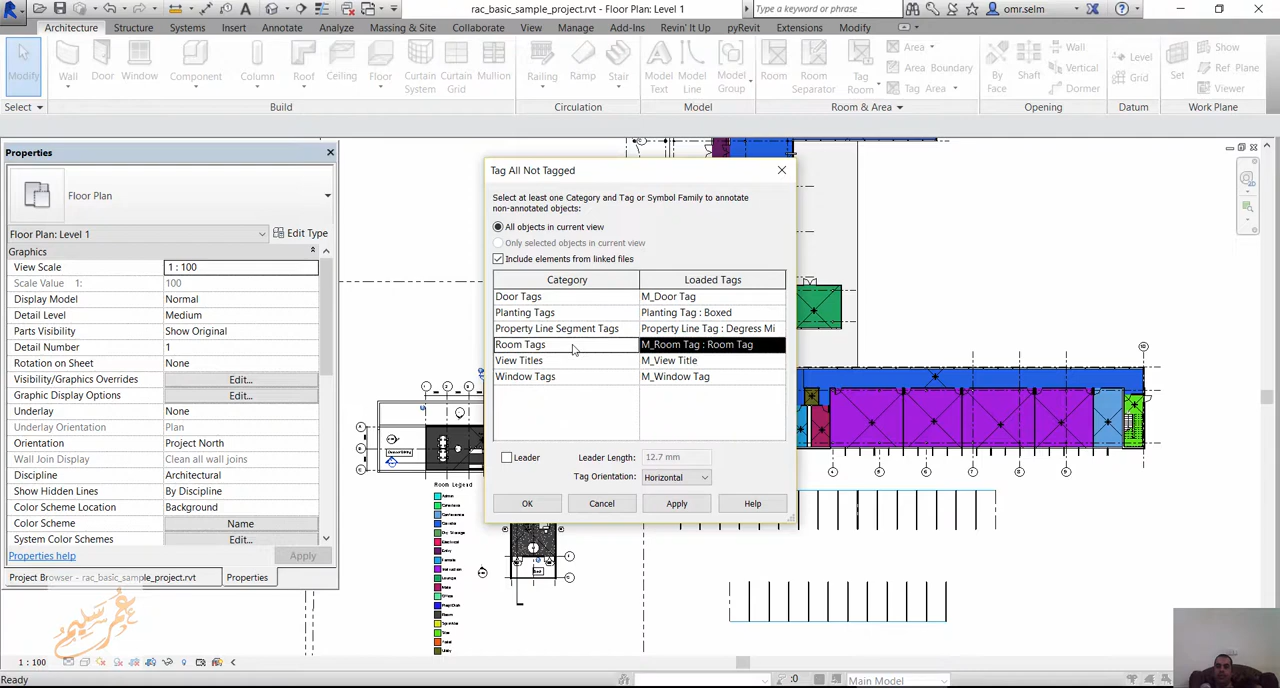 rac_basic_sample_project.rvt - Floor Plan: Level 1
Type a keyword or phrase
omr.selm
Architecture Structure Systems Insert Annotate Analyze Massing & Site Collaborate View Manage Add-Ins Revin' It Up pyRevit Extensions Modify
Modify
Wall
Door
Window
Component
Column
Roof
Ceiling
Floor
Curtain System
Curtain Grid
Mullion
Railing
Ramp
Stair
Model Text
Model Line
Model Group
Room
Room Separator
Tag Room
Area
Area Boundary
Tag Area
By Face
Shaft
Wall
Vertical
Dormer
Level
Grid
Set
Show
Ref Plane
Viewer
Select
Build
Circulation
Model
Room & Area
Opening
Datum
Work Plane
Properties
Floor Plan
Floor Plan: Level 1
Edit Type
Graphics
View Scale 1 : 100
Scale Value 1: 100
Display Model Normal
Detail Level Medium
Parts Visibility Show Original
Detail Number 1
Rotation on Sheet None
Visibility/Graphics Overrides Edit...
Graphic Display Options Edit...
Underlay None
Underlay Orientation Plan
Orientation Project North
Wall Join Display Clean all wall joins
Discipline Architectural
Show Hidden Lines By Discipline
Color Scheme Location Background
Color Scheme Name
System Color Schemes Edit...
Properties help
Apply
Project Browser - rac_basic_sample_project.rvt
Properties
Tag All Not Tagged
Select at least one Category and Tag or Symbol Family to annotate
non-annotated objects:
All objects in current view
Only selected objects in current view
Include elements from linked files
Category Loaded Tags
Door Tags M_Door Tag
Planting Tags Planting Tag : Boxed
Property Line Segment Tags Property Line Tag : Degress Mi
Room Tags M_Room Tag : Room Tag
View Titles M_View Title
Window Tags M_Window Tag
Leader
Leader Length: 12.7 mm
Tag Orientation: Horizontal
OK Cancel Apply Help
Room Legend
عمر سليم
1 : 100
Ready
:0
Main Model